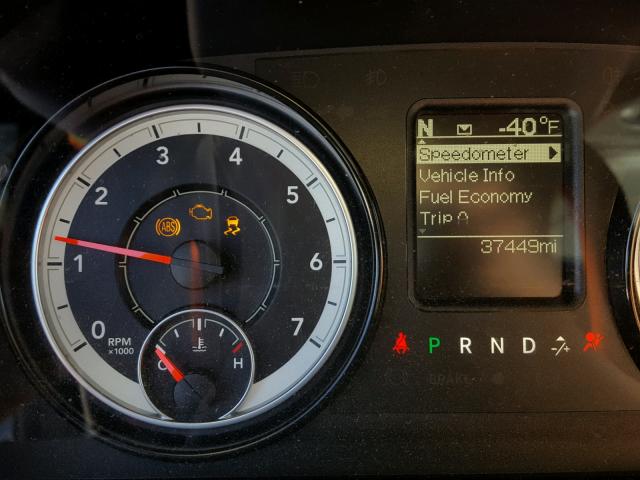 N -40°F
Speedometer
Vehicle Info
Fuel Economy
Trip A
37449mi
0 1 2 3 4 5 6 7
RPM
x1000
ABS
C H
P R N D -/+
BRAKE